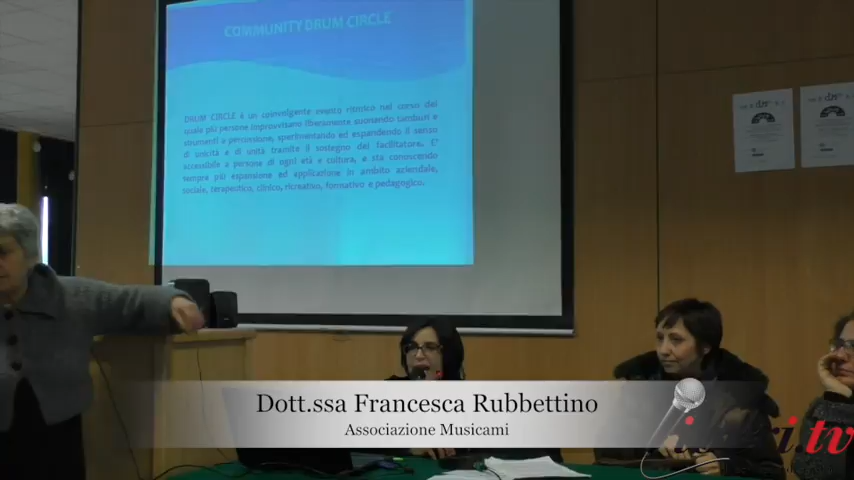 COMMUNITY DRUM CIRCLE
DRUM CIRCLE è un coinvolgente evento ritmico nel corso del
quale più persone improvvisano liberamente suonando tamburi e
strumenti a percussione, sperimentando ed espandendo il senso
di unicità e di unità tramite il sostegno del facilitatore. E'
accessibile a persone di ogni età e cultura, e sta conoscendo
sempre più espansione ed applicazione in ambito aziendale,
sociale, terapeutico, clinico, ricreativo, formativo e pedagogico.
Dott.ssa Francesca Rubbettino
Associazione Musicami
.tv